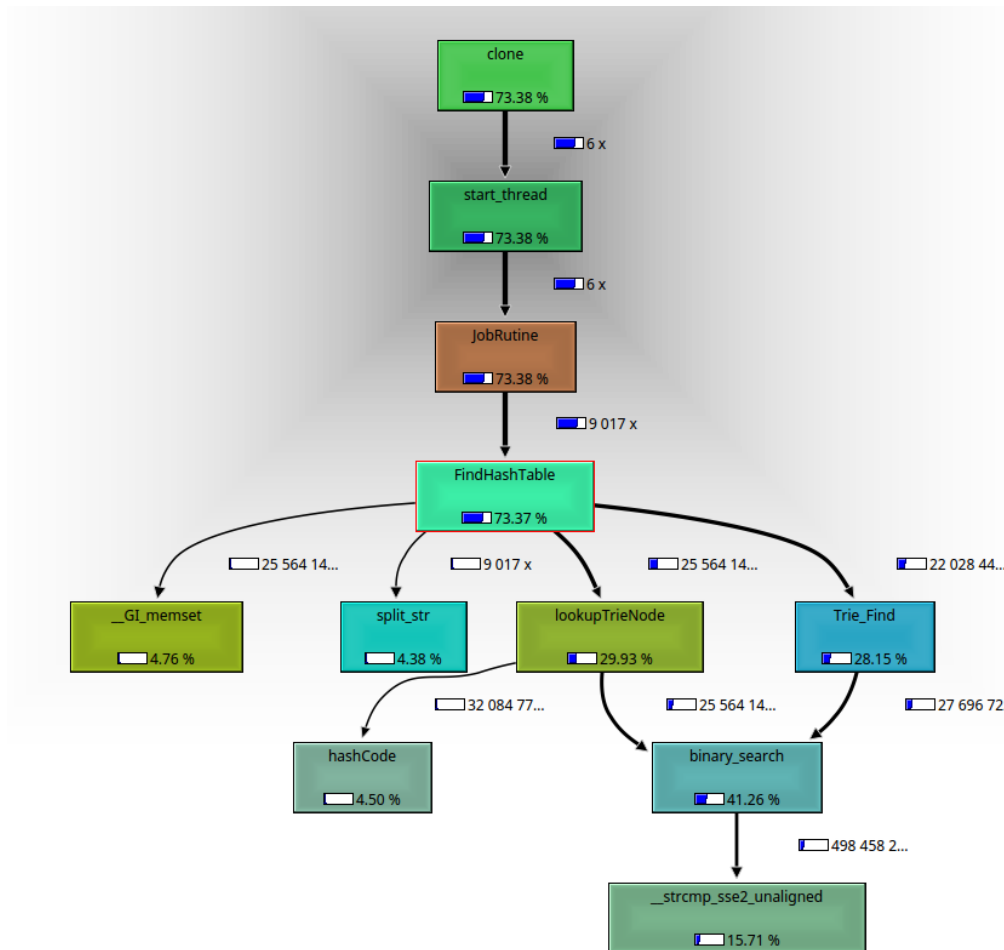 clone
73.38 %
6 x
start_thread
73.38 %
6 x
JobRutine
73.38 %
9 017 x
FindHashTable
73.37 %
25 564 14...
9 017 x
25 564 14...
22 028 44...
__GI_memset
4.76 %
split_str
4.38 %
lookupTrieNode
29.93 %
Trie_Find
28.15 %
32 084 77...
25 564 14...
27 696 72
hashCode
4.50 %
binary_search
41.26 %
498 458 2...
__strcmp_sse2_unaligned
15.71 %